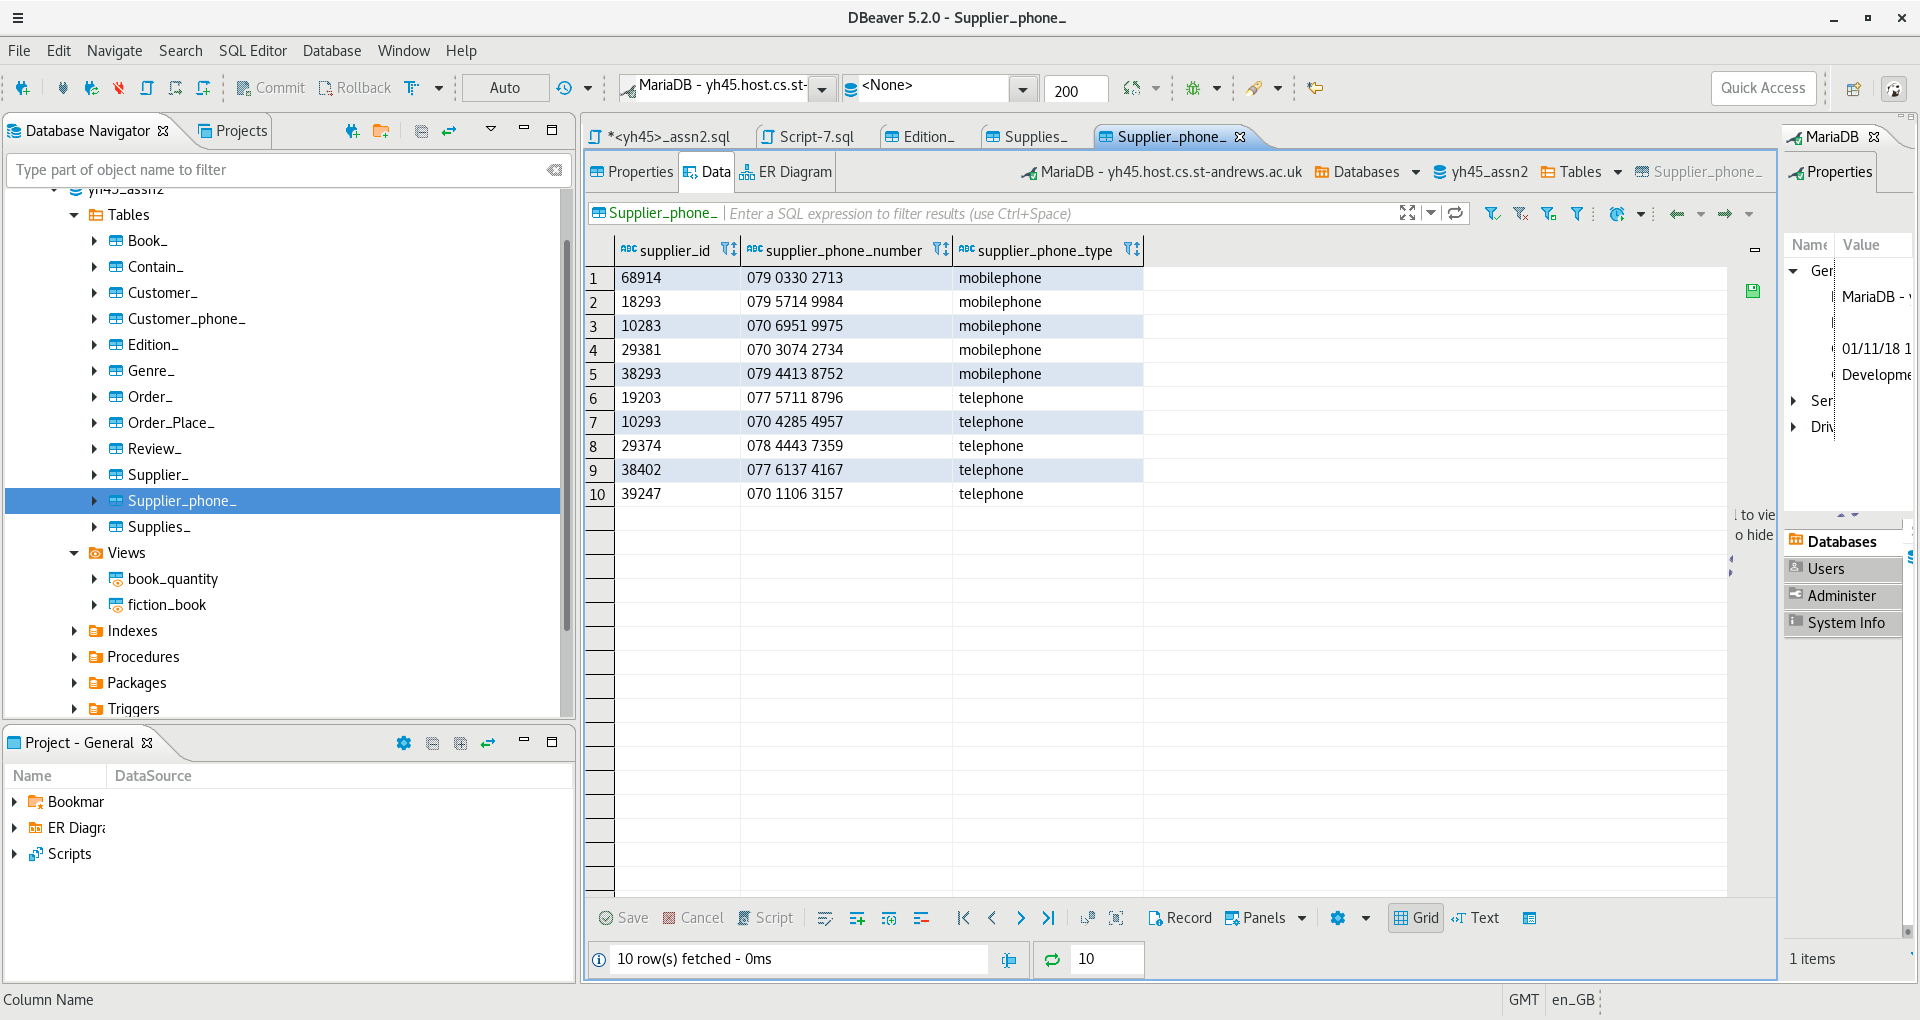 DBeaver 5.2.0 - Supplier_phone_
File Edit Navigate Search SQL Editor Database Window Help
Commit Rollback Auto MariaDB - yh45.host.cs.st- <None> 200 Quick Access
Database Navigator Projects
Type part of object name to filter
yh45_assn2
Tables
Book_
Contain_
Customer_
Customer_phone_
Edition_
Genre_
Order_
Order_Place_
Review_
Supplier_
Supplier_phone_
Supplies_
Views
book_quantity
fiction_book
Indexes
Procedures
Packages
Triggers
Project - General
Name DataSource
Bookmar
ER Diagra
Scripts
*<yh45>_assn2.sql Script-7.sql Edition_ Supplies_ Supplier_phone_
Properties Data ER Diagram MariaDB - yh45.host.cs.st-andrews.ac.uk Databases yh45_assn2 Tables Supplier_phone_
Supplier_phone_ Enter a SQL expression to filter results (use Ctrl+Space)
ABC supplier_id ABC supplier_phone_number ABC supplier_phone_type
1 68914 079 0330 2713 mobilephone
2 18293 079 5714 9984 mobilephone
3 10283 070 6951 9975 mobilephone
4 29381 070 3074 2734 mobilephone
5 38293 079 4413 8752 mobilephone
6 19203 077 5711 8796 telephone
7 10293 070 4285 4957 telephone
8 29374 078 4443 7359 telephone
9 38402 077 6137 4167 telephone
10 39247 070 1106 3157 telephone
l to vie
o hide
Save Cancel Script Record Panels Grid Text
10 row(s) fetched - 0ms 10
MariaDB
Properties
Name Value
Ger
MariaDB -
01/11/18 1
Developme
Ser
Driv
Databases
Users
Administer
System Info
1 items
Column Name GMT en_GB